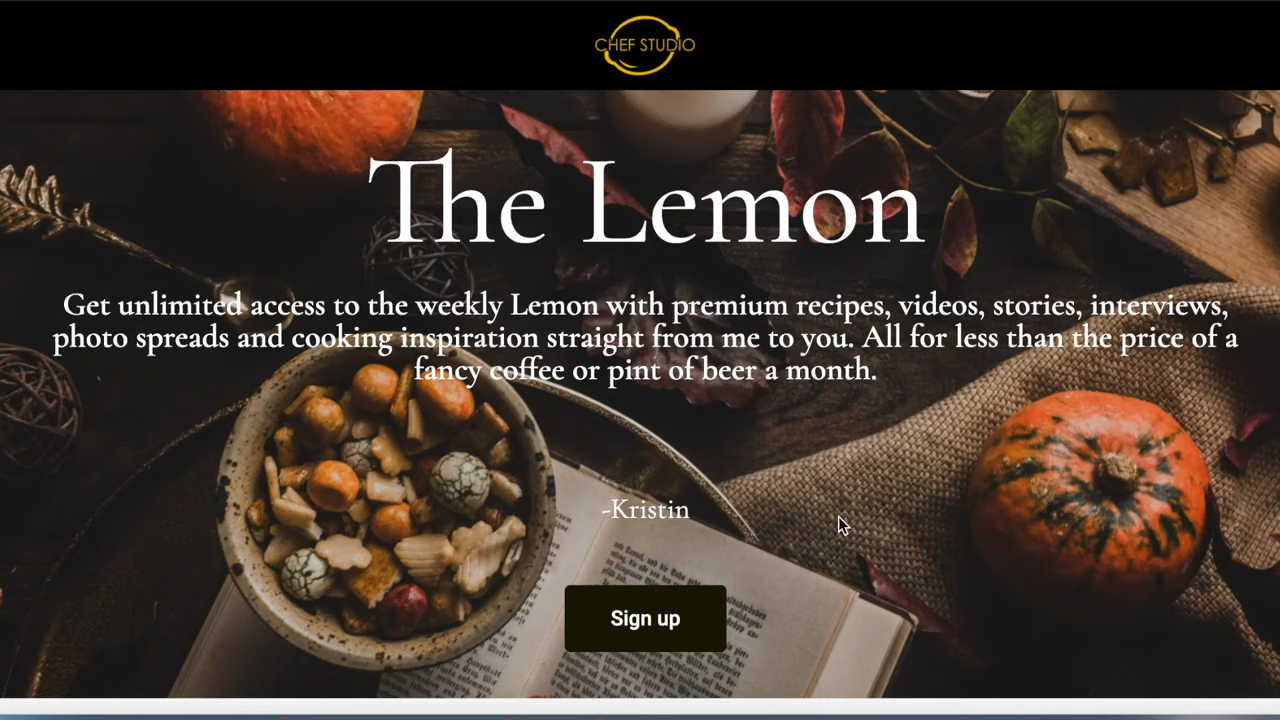 CHEF STUDIO
The Lemon
Get unlimited access to the weekly Lemon with premium recipes, videos, stories, interviews,
photo spreads and cooking inspiration straight from me to you. All for less than the price of a
fancy coffee or pint of beer a month.
-Kristin
Sign up